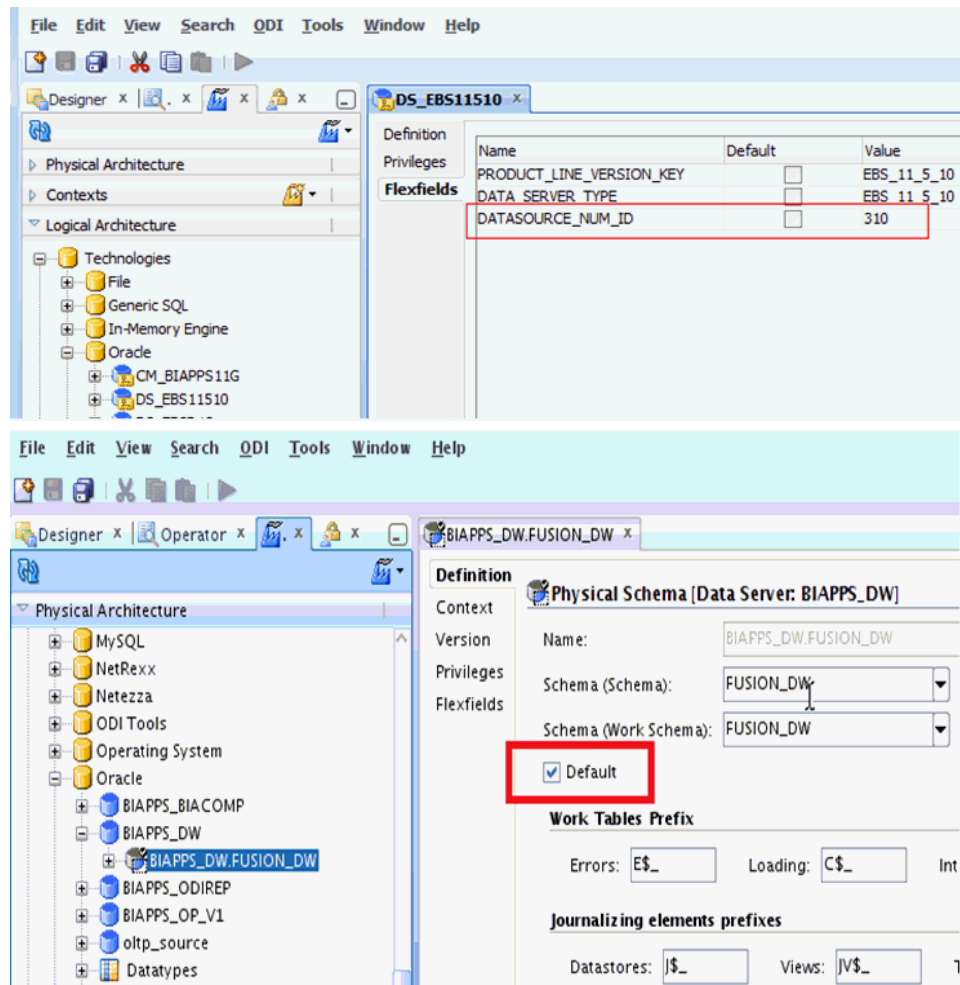 File Edit View Search ODI Tools Window Help
Designer x . x x x
DS_EBS11510 x
Definition
Privileges
Flexfields
Name Default Value
PRODUCT_LINE_VERSION_KEY EBS_11_5_10
DATA_SERVER_TYPE EBS_11_5_10
DATASOURCE_NUM_ID 310
Physical Architecture
Contexts
Logical Architecture
Technologies
File
Generic SQL
In-Memory Engine
Oracle
CM_BIAPPS11G
DS_EBS11510
File Edit View Search ODI Tools Window Help
Designer x Operator x . x x
BIAPPS_DW.FUSION_DW x
Physical Architecture
MySQL
NetRexx
Netezza
ODI Tools
Operating System
Oracle
BIAPPS_BIACOMP
BIAPPS_DW
BIAPPS_DW.FUSION_DW
BIAPPS_ODIREP
BIAPPS_OP_V1
oltp_source
Datatypes
Definition
Context
Version
Privileges
Flexfields
Physical Schema [Data Server: BIAPPS_DW]
Name: BIAPPS_DW.FUSION_DW
Schema (Schema): FUSION_DW
Schema (Work Schema): FUSION_DW
Default
Work Tables Prefix
Errors: E$_ Loading: C$_ Int
Journalizing elements prefixes
Datastores: J$_ Views: JV$_